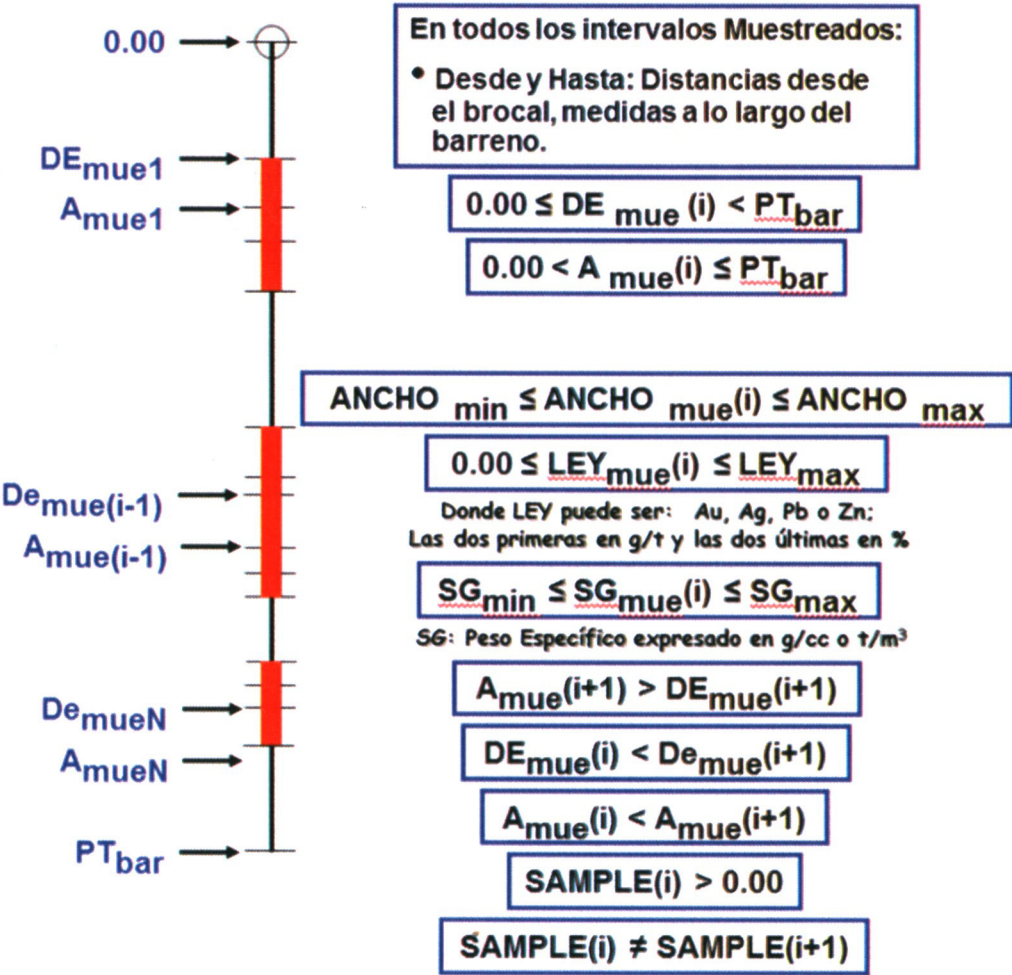 0.00
DEmue1
Amue1
Demue(i-1)
Amue(i-1)
DemueN
AmueN
PTbar
En todos los intervalos Muestreados:
• Desde y Hasta: Distancias desde
el brocal, medidas a lo largo del
barreno.
0.00 ≤ DE mue (i) < PTbar
0.00 < A mue(i) ≤ PTbar
ANCHO min ≤ ANCHO mue(i) ≤ ANCHO max
0.00 ≤ LEYmue(i) ≤ LEYmax
Donde LEY puede ser: Au, Ag, Pb o Zn:
Las dos primeras en g/t y las dos últimas en %
SGmin ≤ SGmue(i) ≤ SGmax
SG: Peso Específico expresado en g/cc o t/m³
Amue(i+1) > DEmue(i+1)
DEmue(i) < Demue(i+1)
Amue(i) < Amue(i+1)
SAMPLE(i) > 0.00
SAMPLE(i) ≠ SAMPLE(i+1)